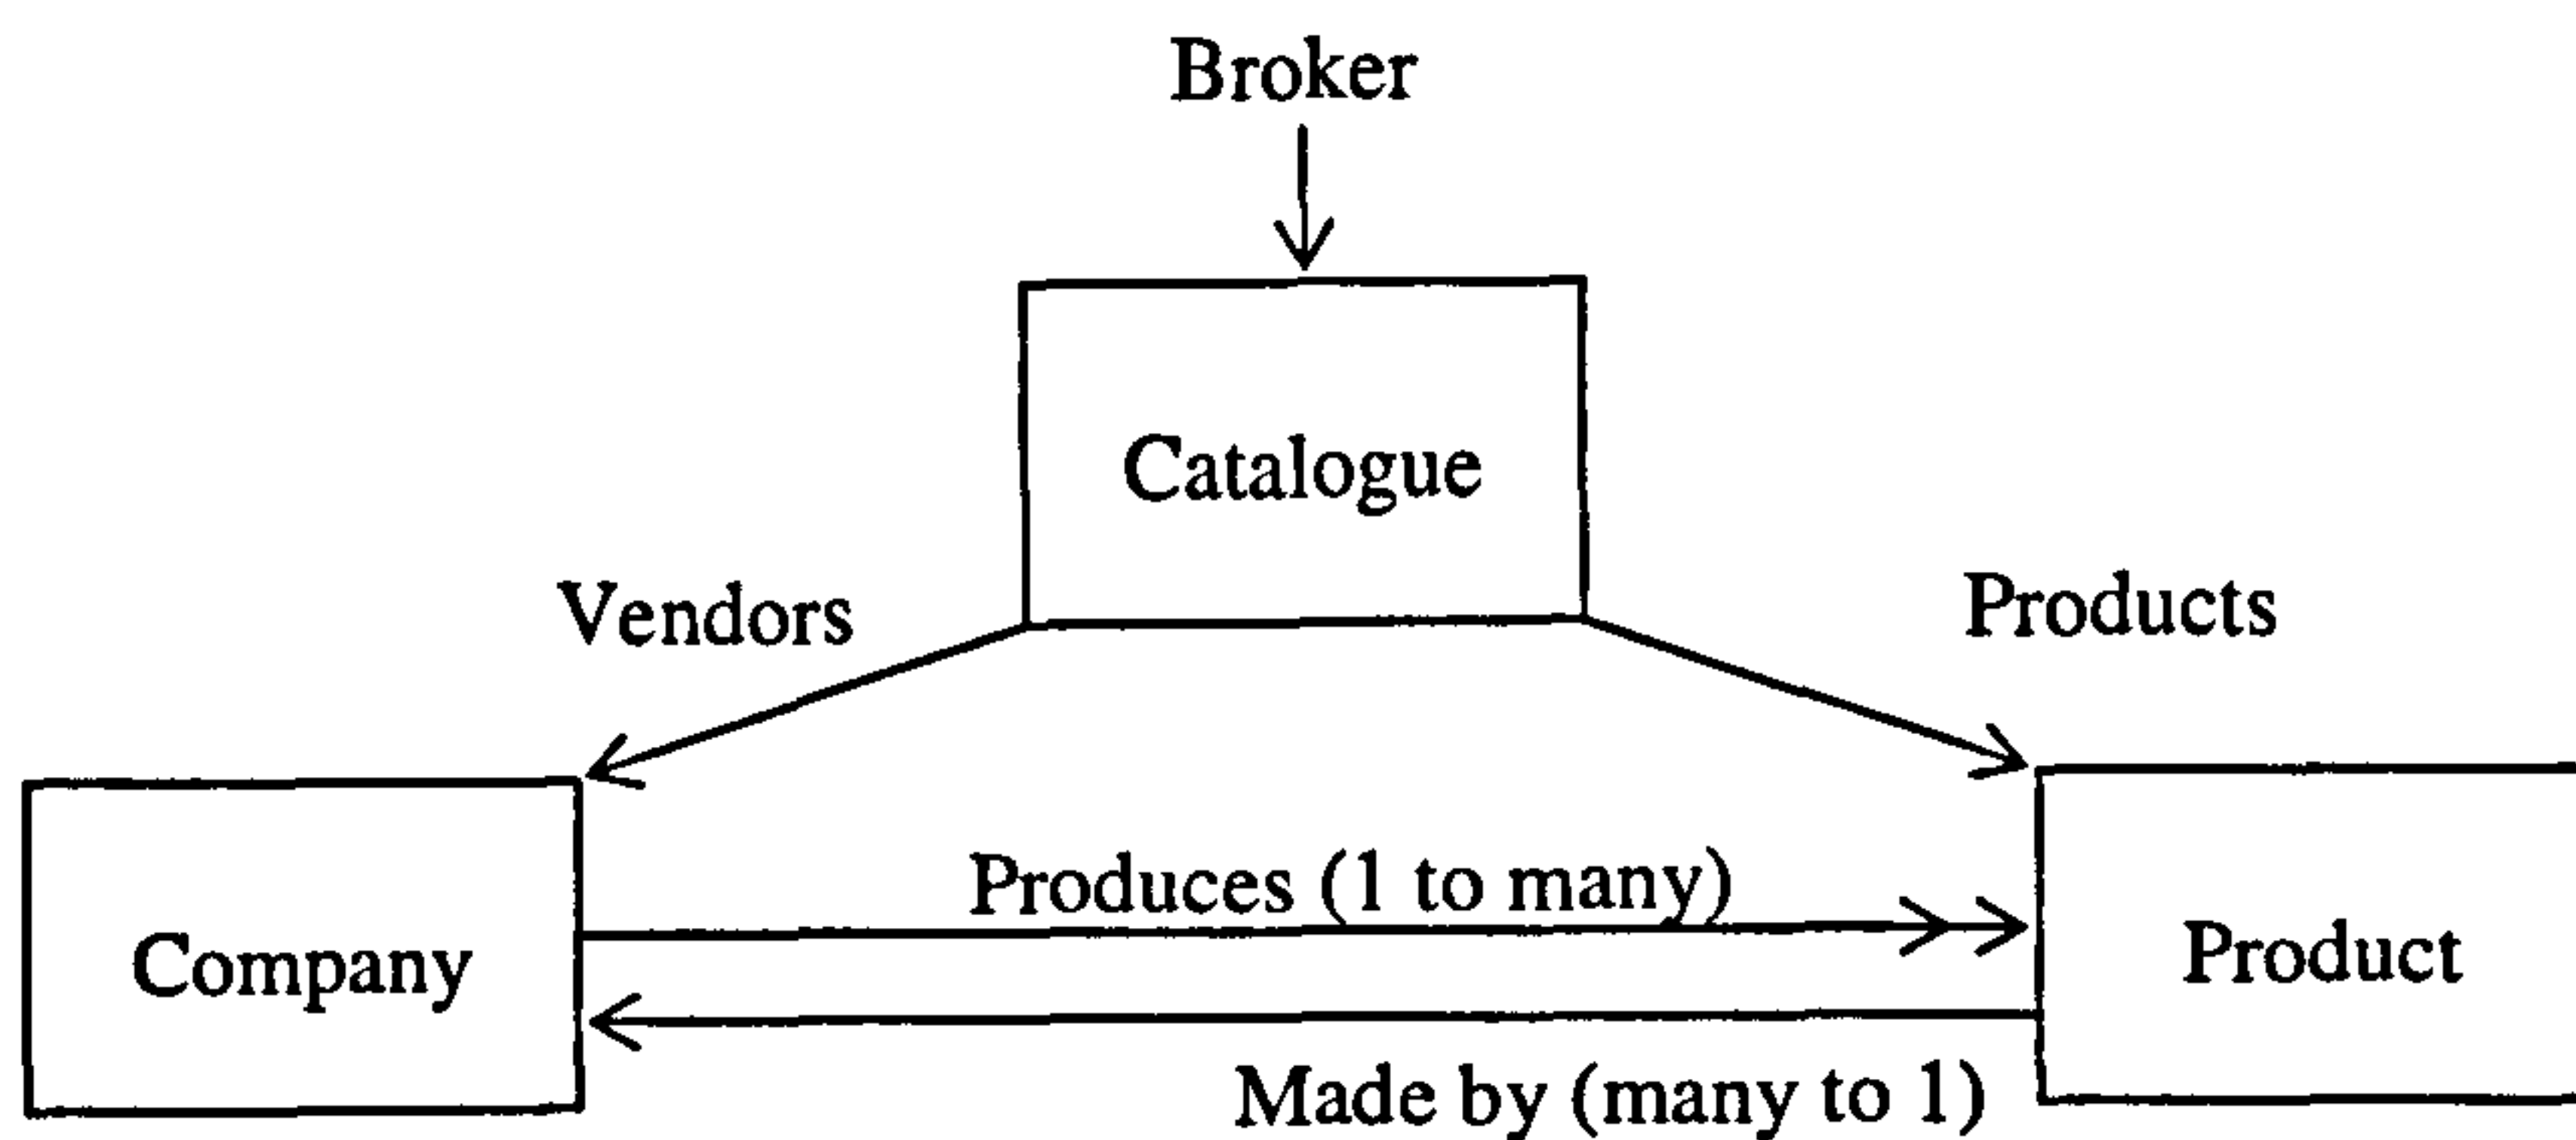 Broker
Catalogue
Vendors
Products
Produces (1 to many)
Company
Product
Made by (many to 1)